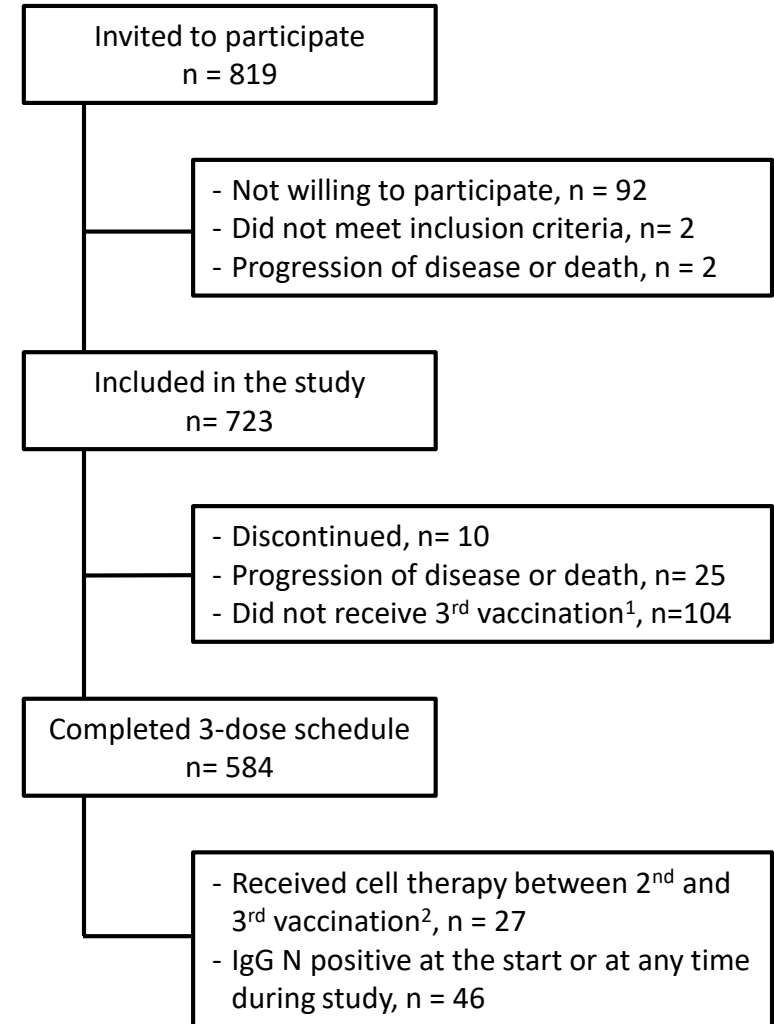 Invited to participate
n = 819
- Not willing to participate, n = 92
- Did not meet inclusion criteria, n= 2
- Progression of disease or death, n = 2
Included in the study
n= 723
- Discontinued, n= 10
- Progression of disease or death, n= 25
- Did not receive 3rd vaccination1, n=104
Completed 3-dose schedule
n= 584
- Received cell therapy between 2nd and
3rd vaccination2, n = 27
- IgG N positive at the start or at any time
during study, n = 46